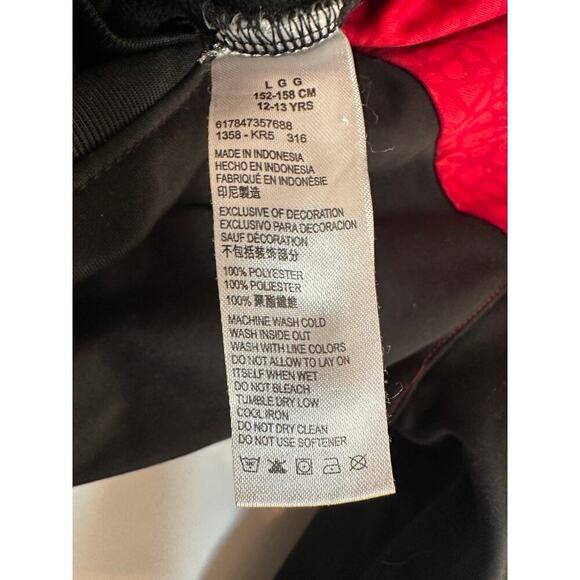 L G G
152-158 CM
12-13 YRS
617847357688
1358 - KR5 316
MADE IN INDONESIA
HECHO EN INDONESIA
FABRIQUÉ EN INDONÉSIE
印尼製造
EXCLUSIVE OF DECORATION
EXCLUSIVO PARA DECORACION
SAUF DÉCORATION
不包括装饰部分
100% POLYESTER
100% POLIESTER
100% 聚酯纖維
MACHINE WASH COLD
WASH INSIDE OUT
WASH WITH LIKE COLORS
DO NOT ALLOW TO LAY ON
ITSELF WHEN WET
DO NOT BLEACH
TUMBLE DRY LOW
COOL IRON
DO NOT DRY CLEAN
DO NOT USE SOFTENER